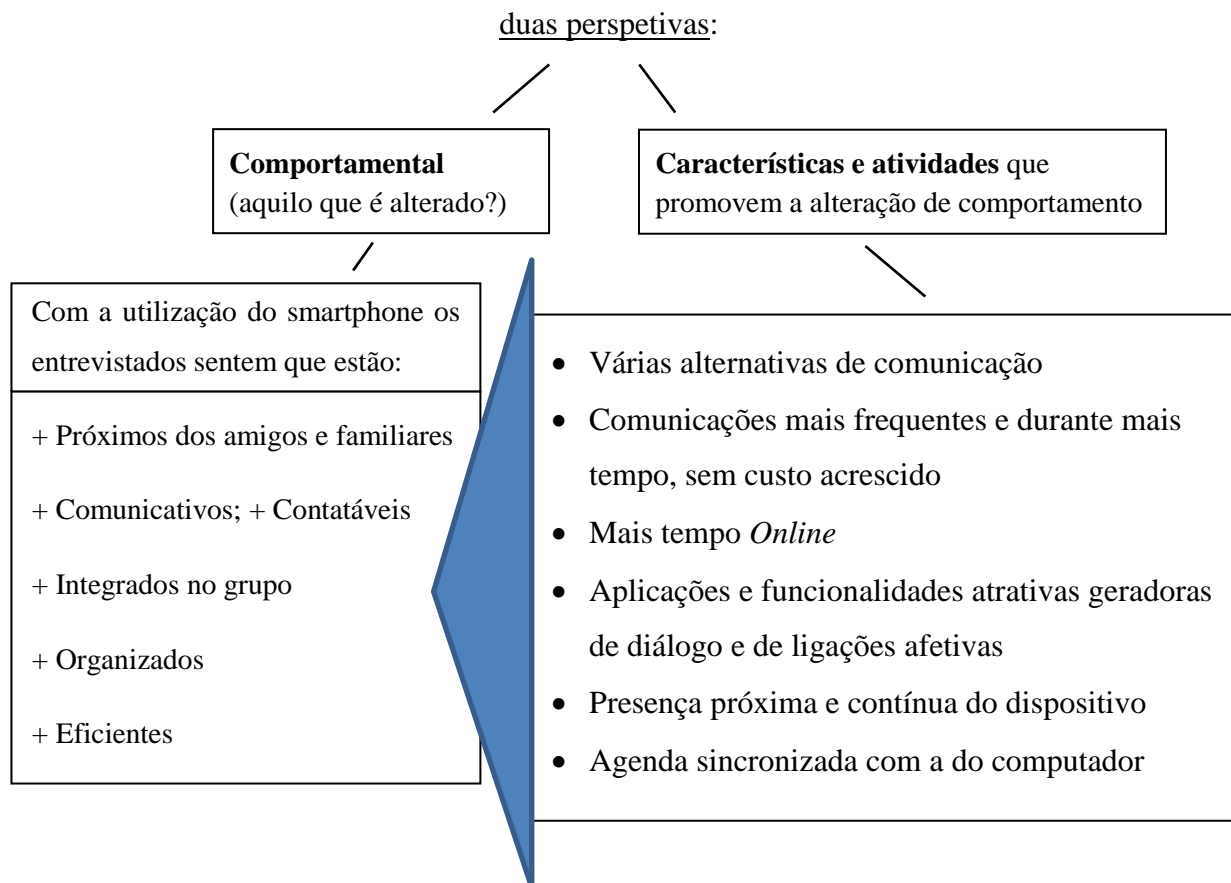 duas perspetivas:
Comportamental
(aquilo que é alterado?)
Características e atividades que
promovem a alteração de comportamento
Com a utilização do smartphone os
entrevistados sentem que estão:
+ Próximos dos amigos e familiares
+ Comunicativos; + Contatáveis
+ Integrados no grupo
+ Organizados
+ Eficientes
• Várias alternativas de comunicação
• Comunicações mais frequentes e durante mais
tempo, sem custo acrescido
• Mais tempo Online
• Aplicações e funcionalidades atrativas geradoras
de diálogo e de ligações afetivas
• Presença próxima e contínua do dispositivo
• Agenda sincronizada com a do computador